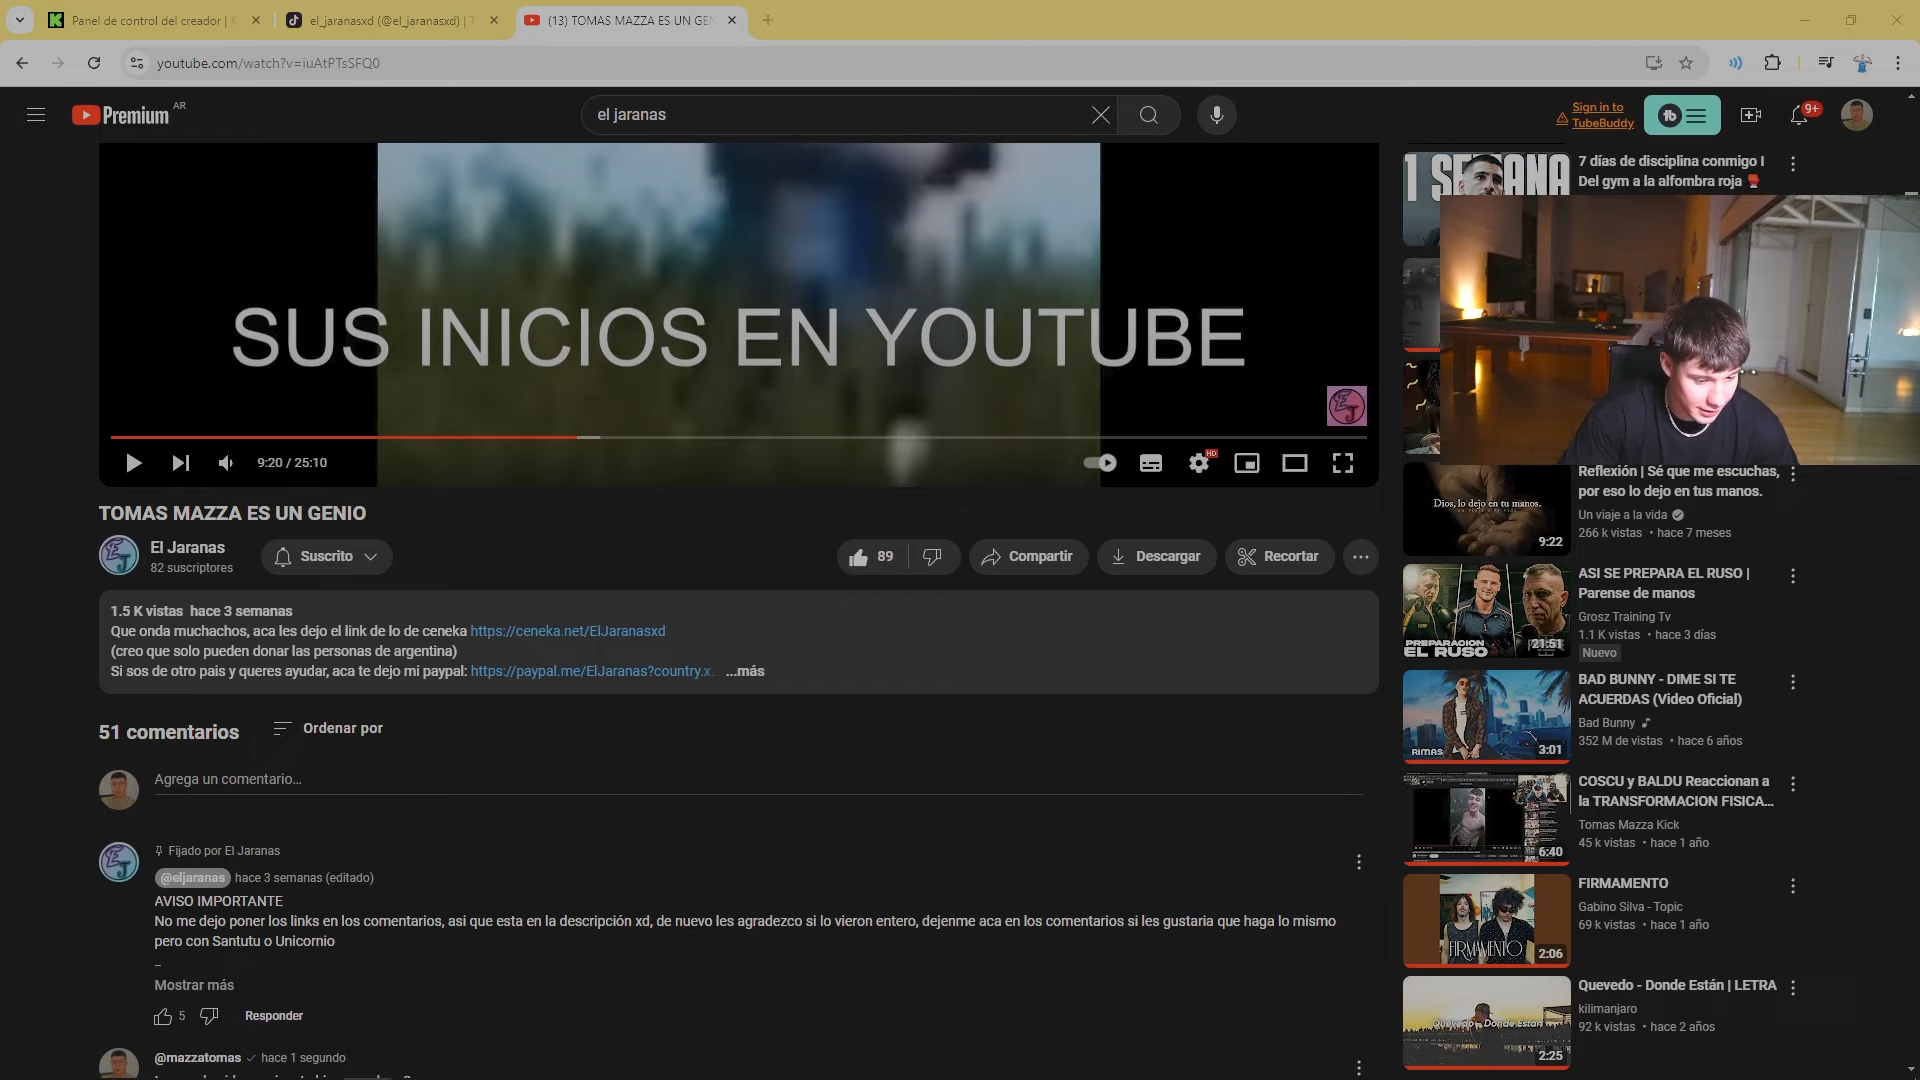 Panel de control del creador | K
el_jaranasxd (@el_jaranasxd) | T
(13) TOMAS MAZZA ES UN GEN
youtube.com/watch?v=iuAtPTsSFQ0
Premium AR
el jaranas
Sign in to
TubeBuddy
9+
SUS INICIOS EN YOUTUBE
EJ
9:20 / 25:10
HD
TOMAS MAZZA ES UN GENIO
El Jaranas
82 suscriptores
Suscrito
89
Compartir
Descargar
Recortar
1.5 K vistas hace 3 semanas
Que onda muchachos, aca les dejo el link de lo de ceneka https://ceneka.net/ElJaranasxd
(creo que solo pueden donar las personas de argentina)
Si sos de otro pais y queres ayudar, aca te dejo mi paypal: https://paypal.me/ElJaranas?country.x... ...más
51 comentarios
Ordenar por
Agrega un comentario...
Fijado por El Jaranas
@eljaranas hace 3 semanas (editado)
AVISO IMPORTANTE
No me dejo poner los links en los comentarios, asi que esta en la descripción xd, de nuevo les agradezco si lo vieron entero, dejenme aca en los comentarios si les gustaria que haga lo mismo
pero con Santutu o Unicornio
_
Mostrar más
5
Responder
@mazzatomas hace 1 segundo
1 SEMANA
7 días de disciplina conmigo I
Del gym a la alfombra roja
Dios, lo dejo en tus manos.
9:22
Reflexión | Sé que me escuchas,
por eso lo dejo en tus manos.
Un viaje a la vida
266 k vistas • hace 7 meses
PREPARACION
EL RUSO
21:51
ASI SE PREPARA EL RUSO |
Parense de manos
Grosz Training Tv
1.1 K vistas • hace 3 días
Nuevo
RIMAS
3:01
BAD BUNNY - DIME SI TE
ACUERDAS (Video Oficial)
Bad Bunny
352 M de vistas • hace 6 años
6:40
COSCU y BALDU Reaccionan a
la TRANSFORMACION FISICA...
Tomas Mazza Kick
45 k vistas • hace 1 año
FIRMAMENTO
2:06
FIRMAMENTO
Gabino Silva - Topic
69 k vistas • hace 1 año
Quevedo - Donde Estan
2:25
Quevedo - Donde Están | LETRA
kilimanjaro
92 k vistas • hace 2 años